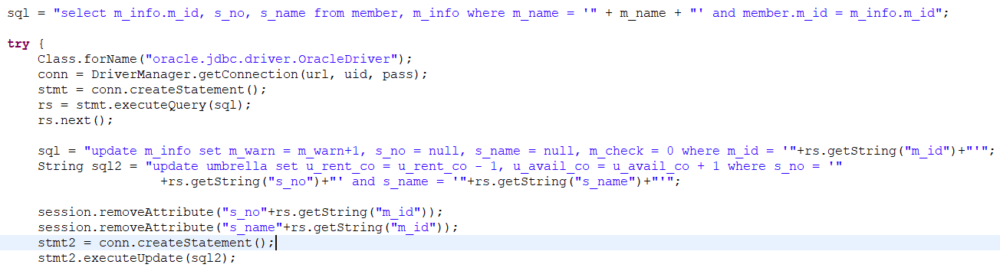 sql = "select m_info.m_id, s_no, s_name from member, m_info where m_name = '" + m_name + "' and member.m_id = m_info.m_id";
try {
Class.forName("oracle.jdbc.driver.OracleDriver");
conn = DriverManager.getConnection(url, uid, pass);
stmt = conn.createStatement();
rs = stmt.executeQuery(sql);
rs.next();
sql = "update m_info set m_warn = m_warn+1, s_no = null, s_name = null, m_check = 0 where m_id = '"+rs.getString("m_id")+"'";
String sql2 = "update umbrella set u_rent_co = u_rent_co - 1, u_avail_co = u_avail_co + 1 where s_no = '"
+rs.getString("s_no")+"' and s_name = '"+rs.getString("s_name")+"'";
session.removeAttribute("s_no"+rs.getString("m_id"));
session.removeAttribute("s_name"+rs.getString("m_id"));
stmt2 = conn.createStatement();
stmt2.executeUpdate(sql2);